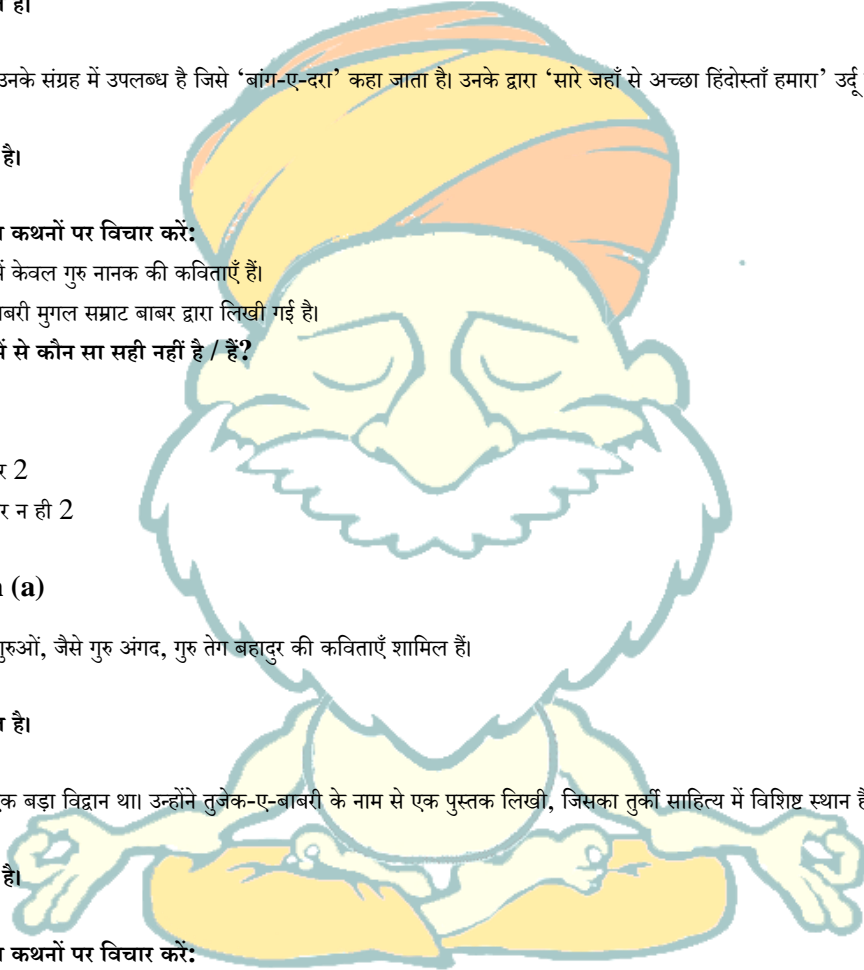 है।
उनके संग्रह में उपलब्ध है जिसे ‘बांग-ए-दरा’ कहा जाता है। उनके द्वारा ‘सारे जहाँ से अच्छा हिंदोस्ताँ हमारा’ उर्दू
है।
कथनों पर विचार करें:
केवल गुरु नानक की कविताएँ हैं।
मुगल सम्राट बाबर द्वारा लिखी गई है।
से कौन सा सही नहीं है / हैं?
2
न ही 2
(a)
गुरुओं, जैसे गुरु अंगद, गुरु तेग बहादुर की कविताएँ शामिल हैं।
है।
बड़ा विद्वान था। उन्होंने तुजेक-ए-बाबरी के नाम से एक पुस्तक लिखी, जिसका तुर्की साहित्य में विशिष्ट स्थान
है।
कथनों पर विचार करें: